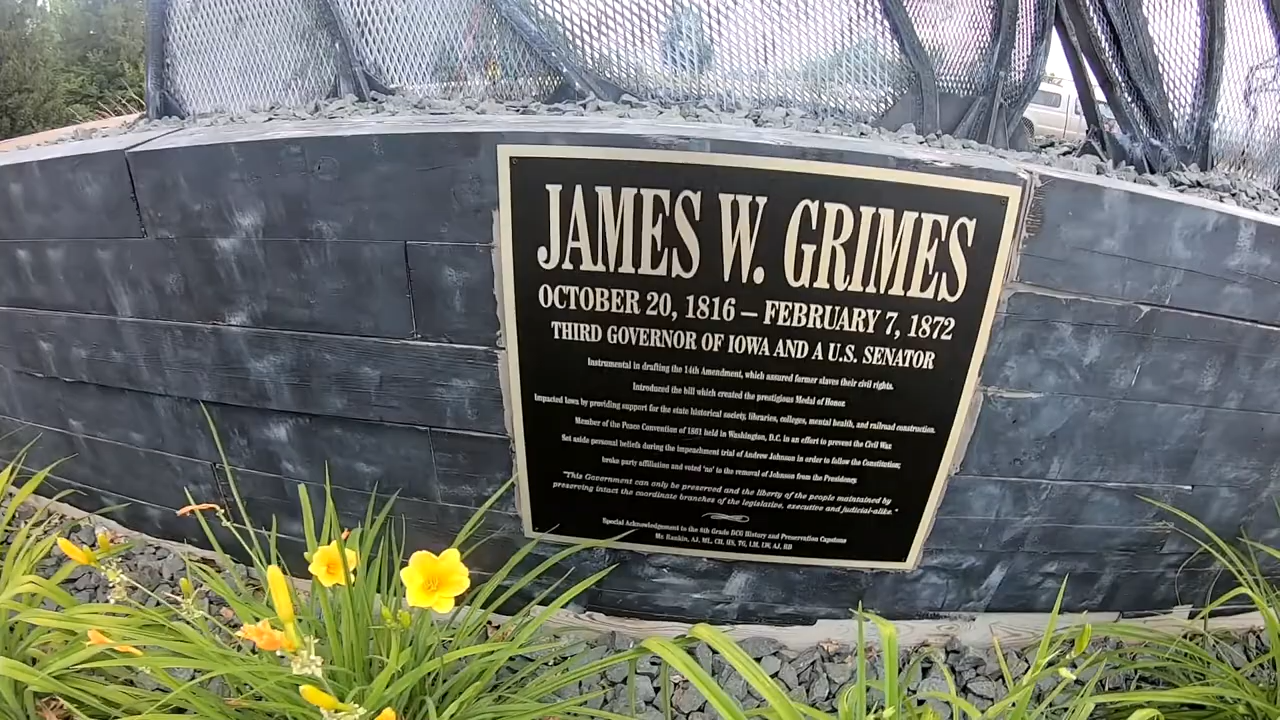 JAMES W. GRIMES
OCTOBER 20, 1816 – FEBRUARY 7, 1872
THIRD GOVERNOR OF IOWA AND A U.S. SENATOR
Instrumental in drafting the 14th Amendment, which assured former slaves their civil rights.
Introduced the bill which created the prestigious Medal of Honor.
Impacted Iowa by providing support for the state historical society, libraries, colleges, mental health, and railroad construction.
Member of the Peace Convention of 1861 held in Washington, D.C. in an effort to prevent the Civil War.
Set aside personal beliefs during the impeachment trial of Andrew Johnson in order to follow the Constitution;
broke party affiliation and voted 'no' to the removal of Johnson from the Presidency.
"This Government can only be preserved and the liberty of the people maintained by
preserving intact the coordinate branches of the legislative, executive and judicial-alike."
Special Acknowledgement to the 8th Grade DCG History and Preservation Capstone
Ms Rankin, AJ, ML, CH, HS, TG, LM, LW, AJ,